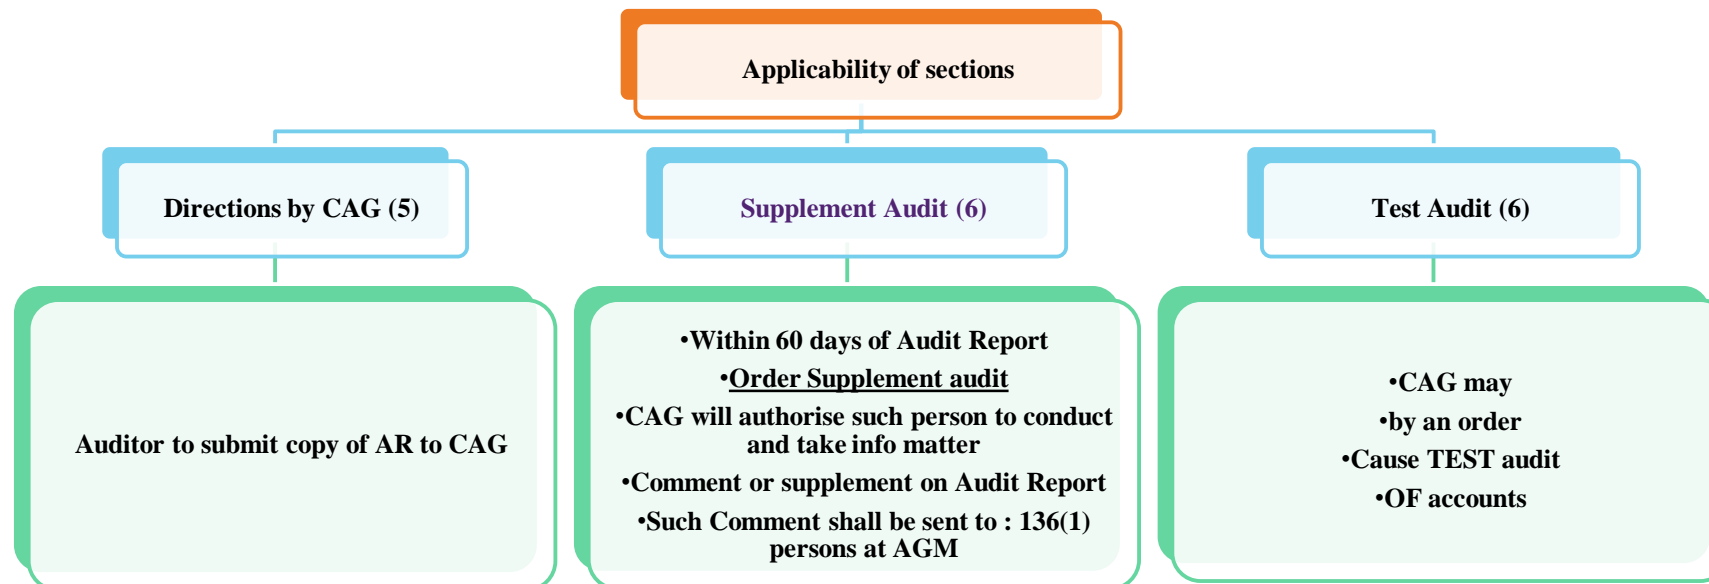 Applicability of sections
Directions by CAG (5)
Supplement Audit (6)
Test Audit (6)
Auditor to submit copy of AR to CAG
•Within 60 days of Audit Report
•Order Supplement audit
•CAG will authorise such person to conduct
and take info matter
•Comment or supplement on Audit Report
•Such Comment shall be sent to : 136(1)
persons at AGM
•CAG may
•by an order
•Cause TEST audit
•OF accounts